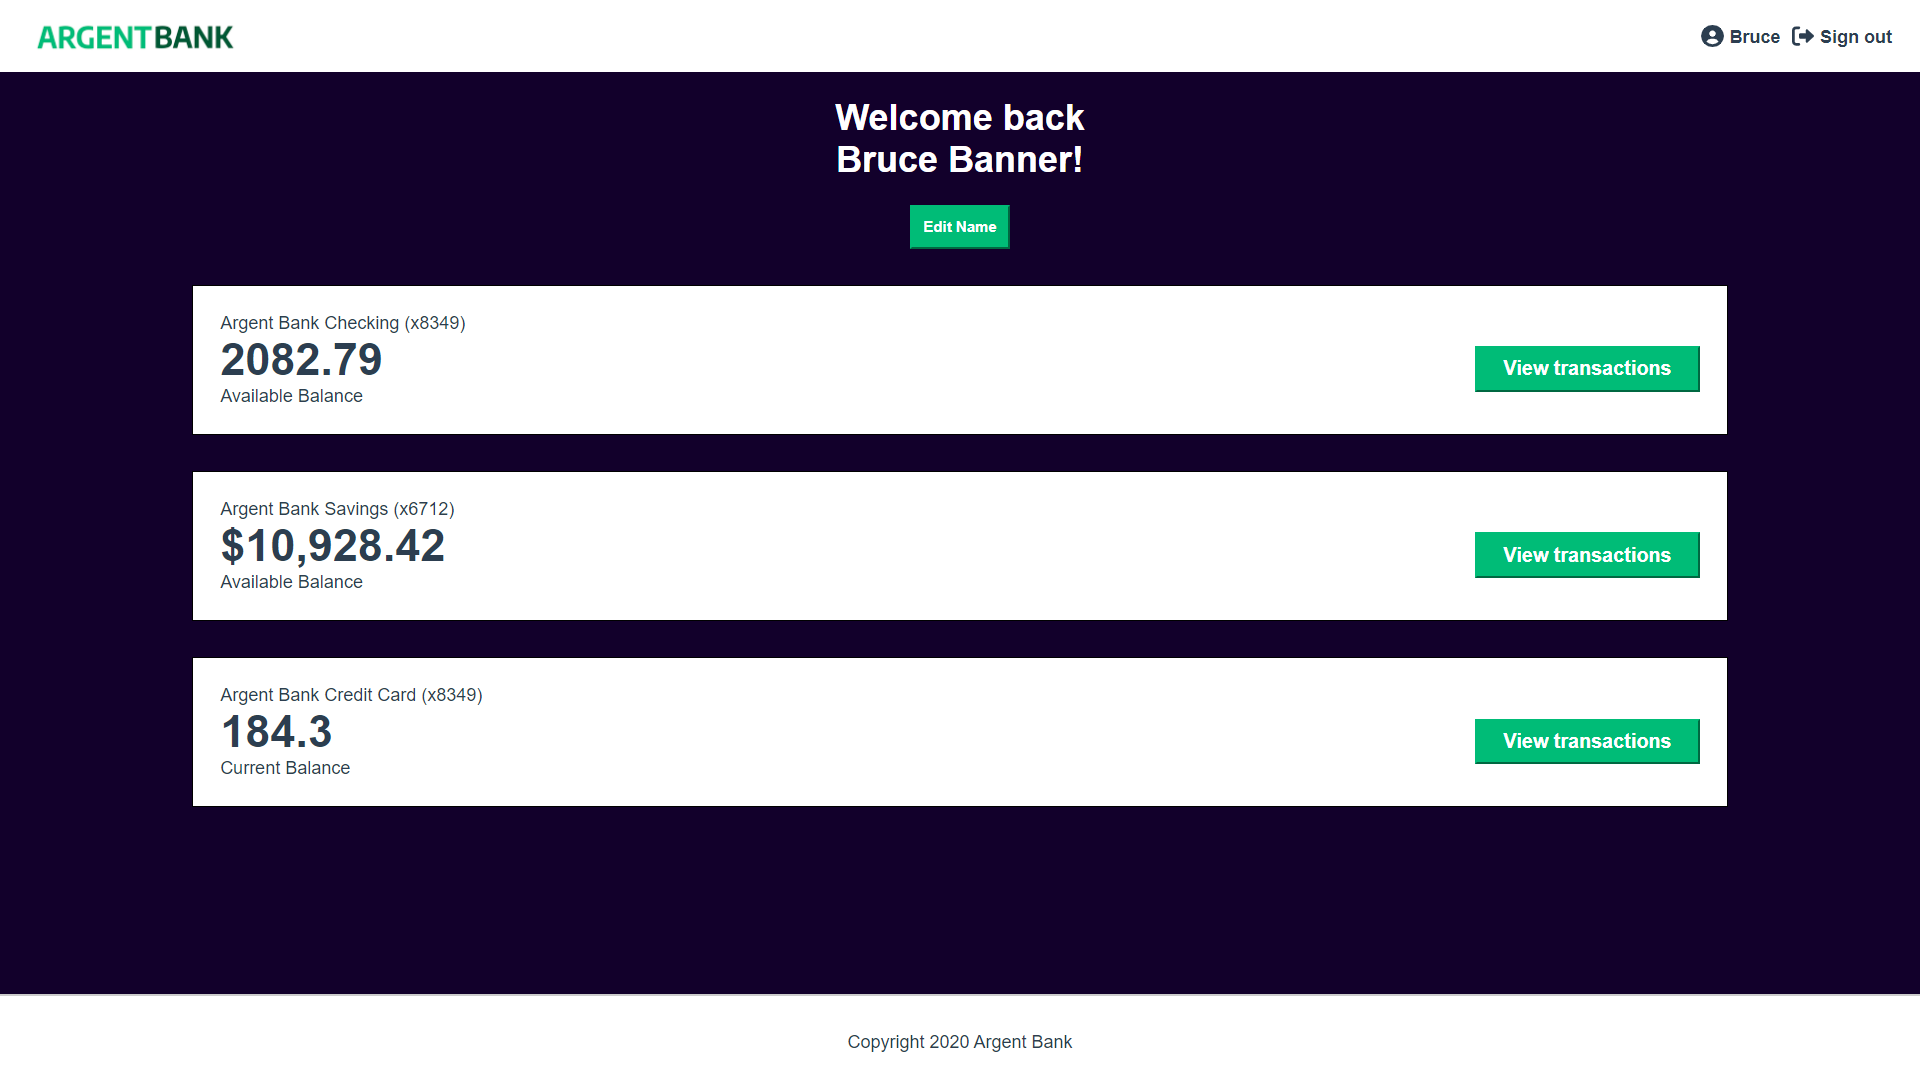 ARGENTBANK
Bruce Sign out
Welcome back
Bruce Banner!
Edit Name
Argent Bank Checking (x8349)
2082.79
Available Balance
View transactions
Argent Bank Savings (x6712)
$10,928.42
Available Balance
View transactions
Argent Bank Credit Card (x8349)
184.3
Current Balance
View transactions
Copyright 2020 Argent Bank